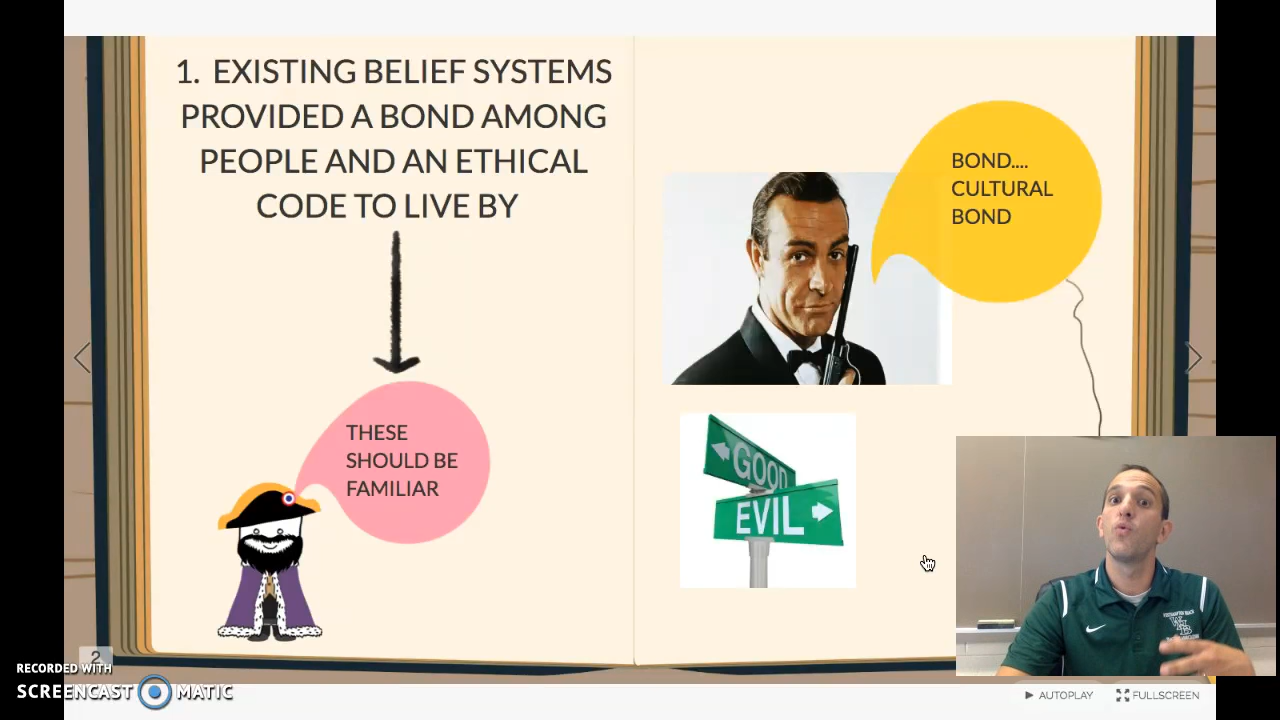 1. EXISTING BELIEF SYSTEMS
PROVIDED A BOND AMONG
PEOPLE AND AN ETHICAL
CODE TO LIVE BY
THESE
SHOULD BE
FAMILIAR
BOND....
CULTURAL
BOND
GOOD
EVIL
2
RECORDED WITH
SCREENCAST MATIC
AUTOPLAY
FULLSCREEN